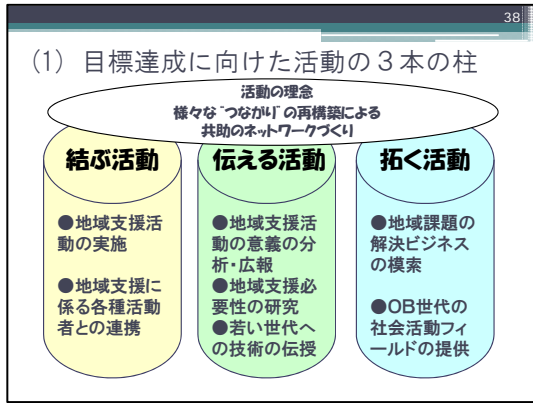 38
(1) 目標達成に向けた活動の３本の柱
活動の理念
様々な“つながり”の再構築による
共助のネットワークづくり
結ぶ活動
●地域支援活
動の実施
●地域支援に
係る各種活動
者との連携
伝える活動
●地域支援活
動の意義の分
析・広報
●地域支援必
要性の研究
●若い世代へ
の技術の伝授
拓く活動
●地域課題の
解決ビジネス
の模索
●OB世代の
社会活動フィ
ールドの提供